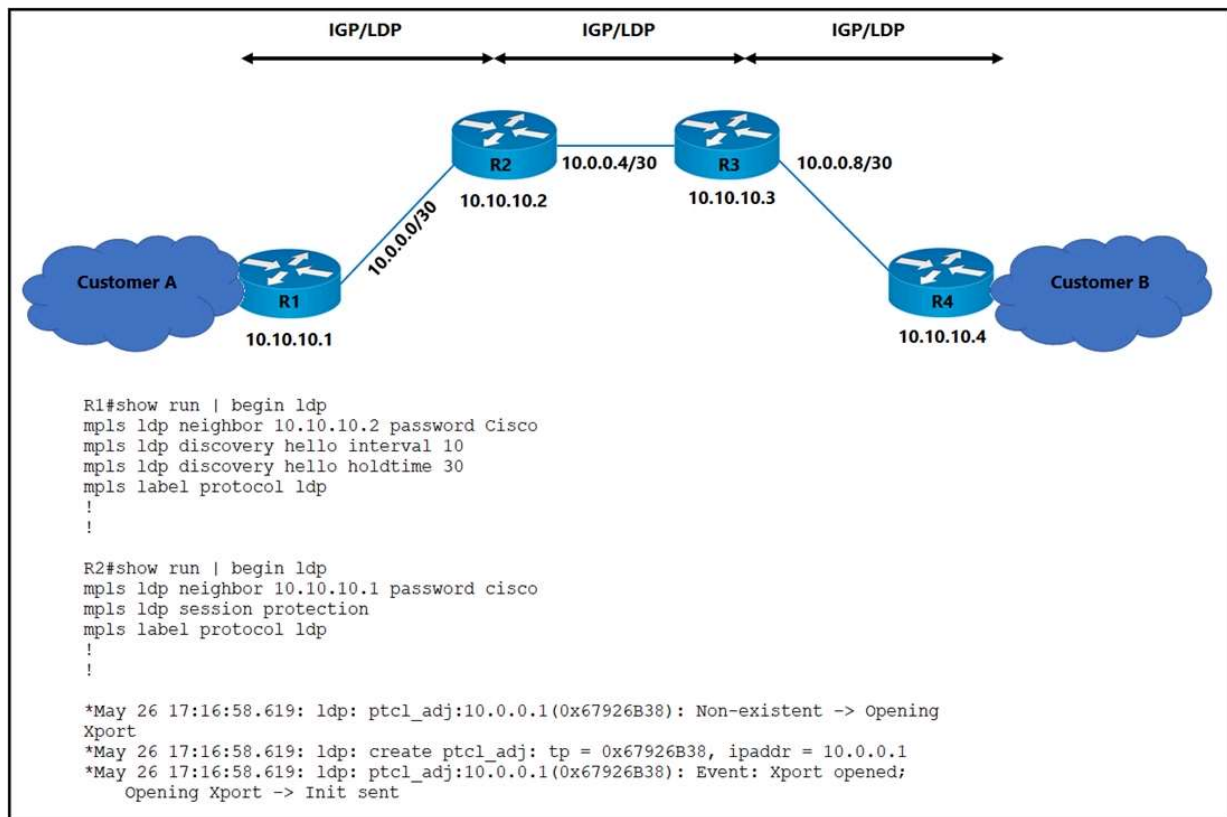 IGP/LDP
IGP/LDP
IGP/LDP
R2
10.0.0.4/30
R3
10.0.0.8/30
10.10.10.2
10.10.10.3
10.0.0.0/30
Customer A
R1
10.10.10.1
R4
Customer B
10.10.10.4
R1#show run | begin ldp
mpls ldp neighbor 10.10.10.2 password Cisco
mpls ldp discovery hello interval 10
mpls ldp discovery hello holdtime 30
mpls label protocol ldp
!
!
R2#show run | begin ldp
mpls ldp neighbor 10.10.10.1 password cisco
mpls ldp session protection
mpls label protocol ldp
!
!
*May 26 17:16:58.619: ldp: ptcl_adj:10.0.0.1(0x67926B38): Non-existent -> Opening
Xport
*May 26 17:16:58.619: ldp: create ptcl_adj: tp = 0x67926B38, ipaddr = 10.0.0.1
*May 26 17:16:58.619: ldp: ptcl_adj:10.0.0.1(0x67926B38): Event: Xport opened;
Opening Xport -> Init sent